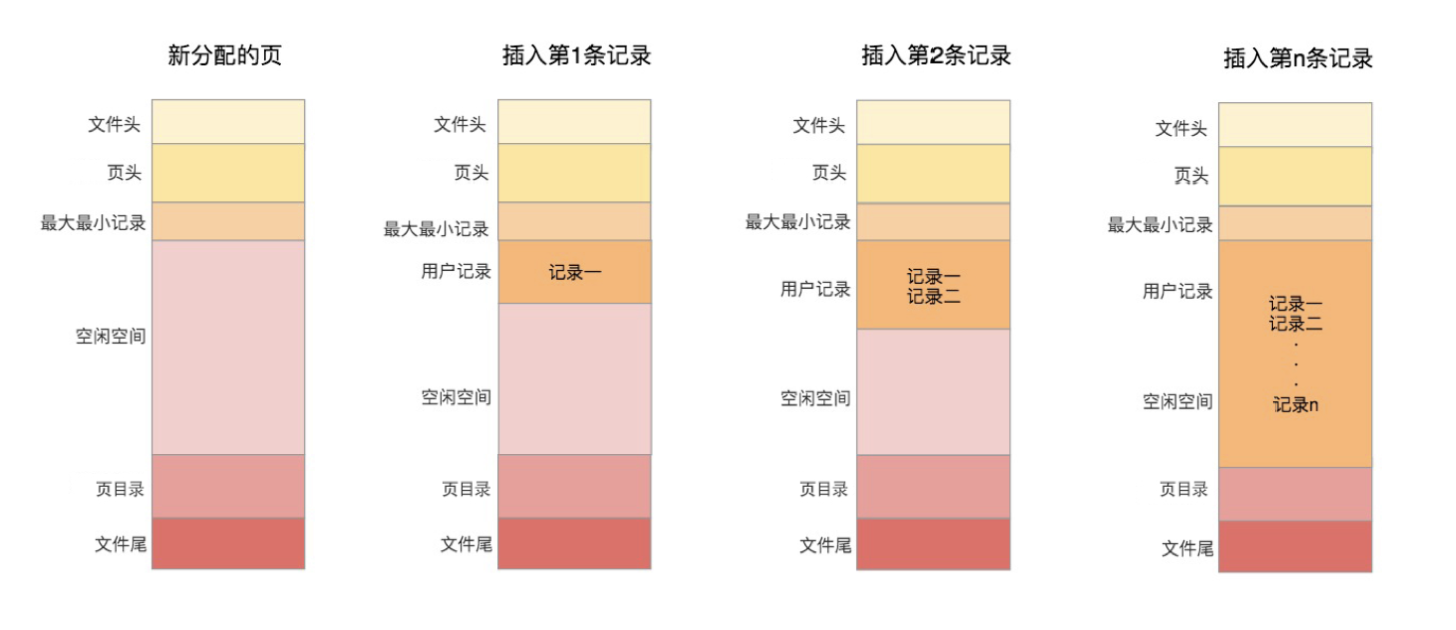 新分配的页
文件头
页头
最大最小记录
空闲空间
页目录
文件尾
插入第1条记录
文件头
页头
最大最小记录
用户记录
记录一
空闲空间
页目录
文件尾
插入第2条记录
文件头
页头
最大最小记录
用户记录
记录一
记录二
空闲空间
页目录
文件尾
插入第n条记录
文件头
页头
最大最小记录
用户记录
记录一
记录二
.
.
.
空闲空间
记录n
页目录
文件尾